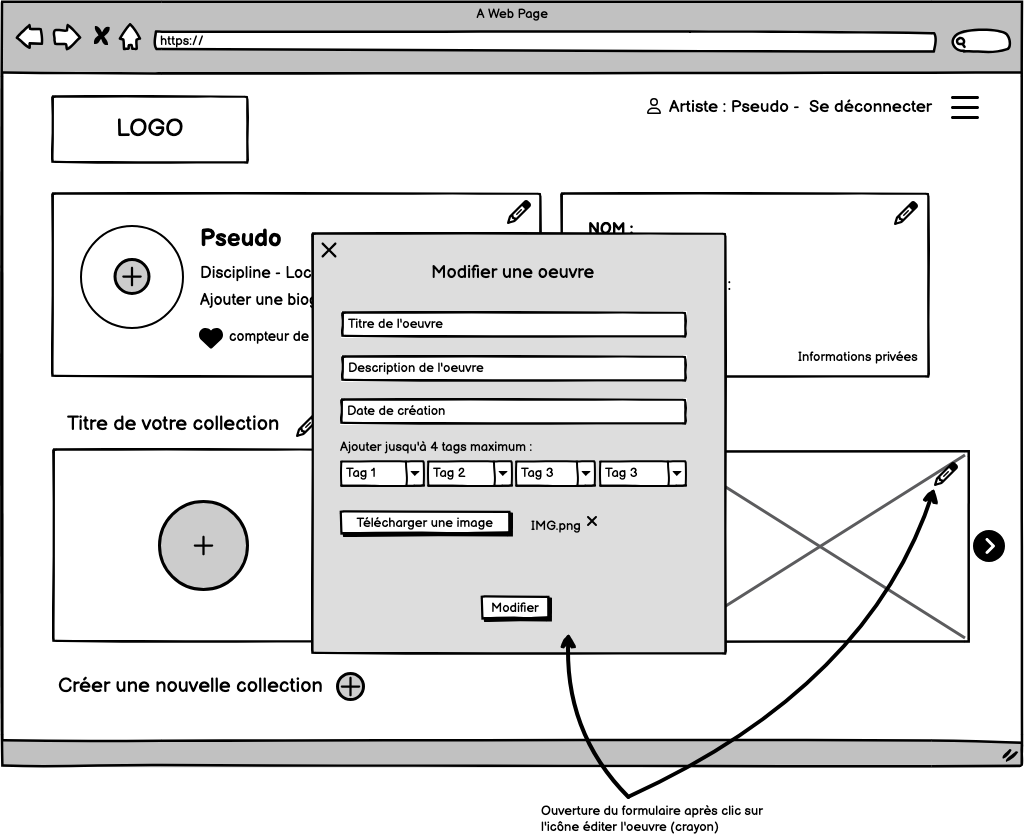 A Web Page
https://
LOGO
Artiste : Pseudo - Se déconnecter
Pseudo
Discipline - Loc
Ajouter une biog
compteur de
NOM :
:
Informations privées
Modifier une oeuvre
Titre de l'oeuvre
Description de l'oeuvre
Date de création
Ajouter jusqu'à 4 tags maximum :
Tag 1 Tag 2 Tag 3 Tag 3
Télécharger une image IMG.png
Modifier
Titre de votre collection
Créer une nouvelle collection
Ouverture du formulaire après clic sur
l'icône éditer l'oeuvre (crayon)